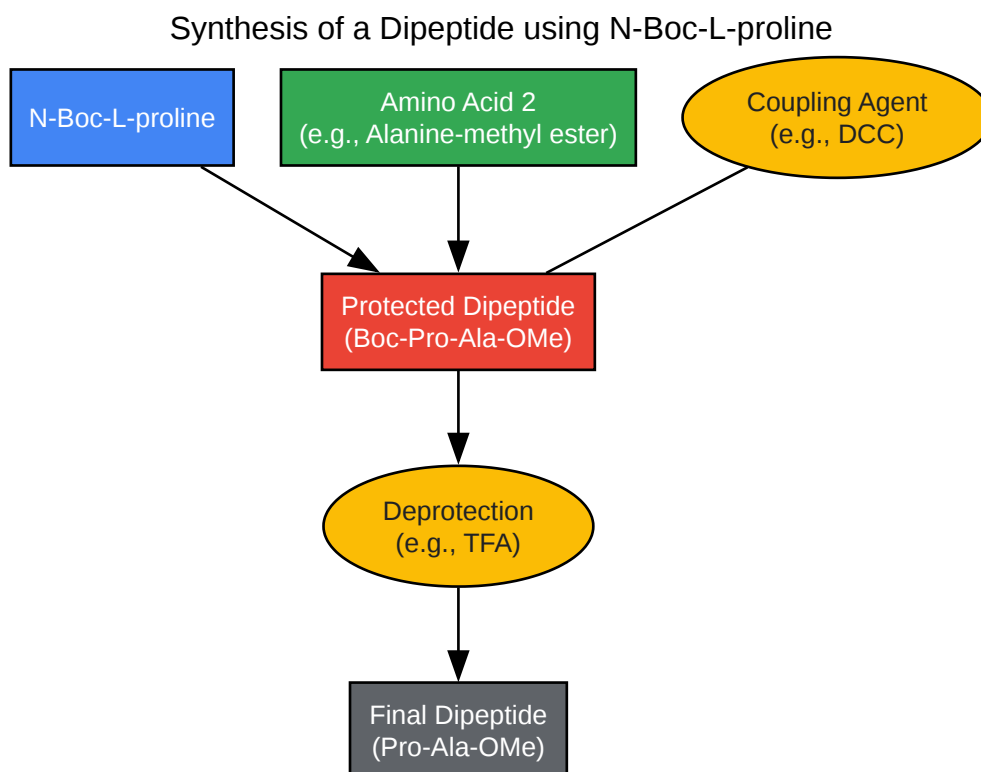 Synthesis of a Dipeptide using N-Boc-L-proline
N-Boc-L-proline
Amino Acid 2
(e.g., Alanine-methyl ester)
Coupling Agent
(e.g., DCC)
Protected Dipeptide
(Boc-Pro-Ala-OMe)
Deprotection
(e.g., TFA)
Final Dipeptide
(Pro-Ala-OMe)